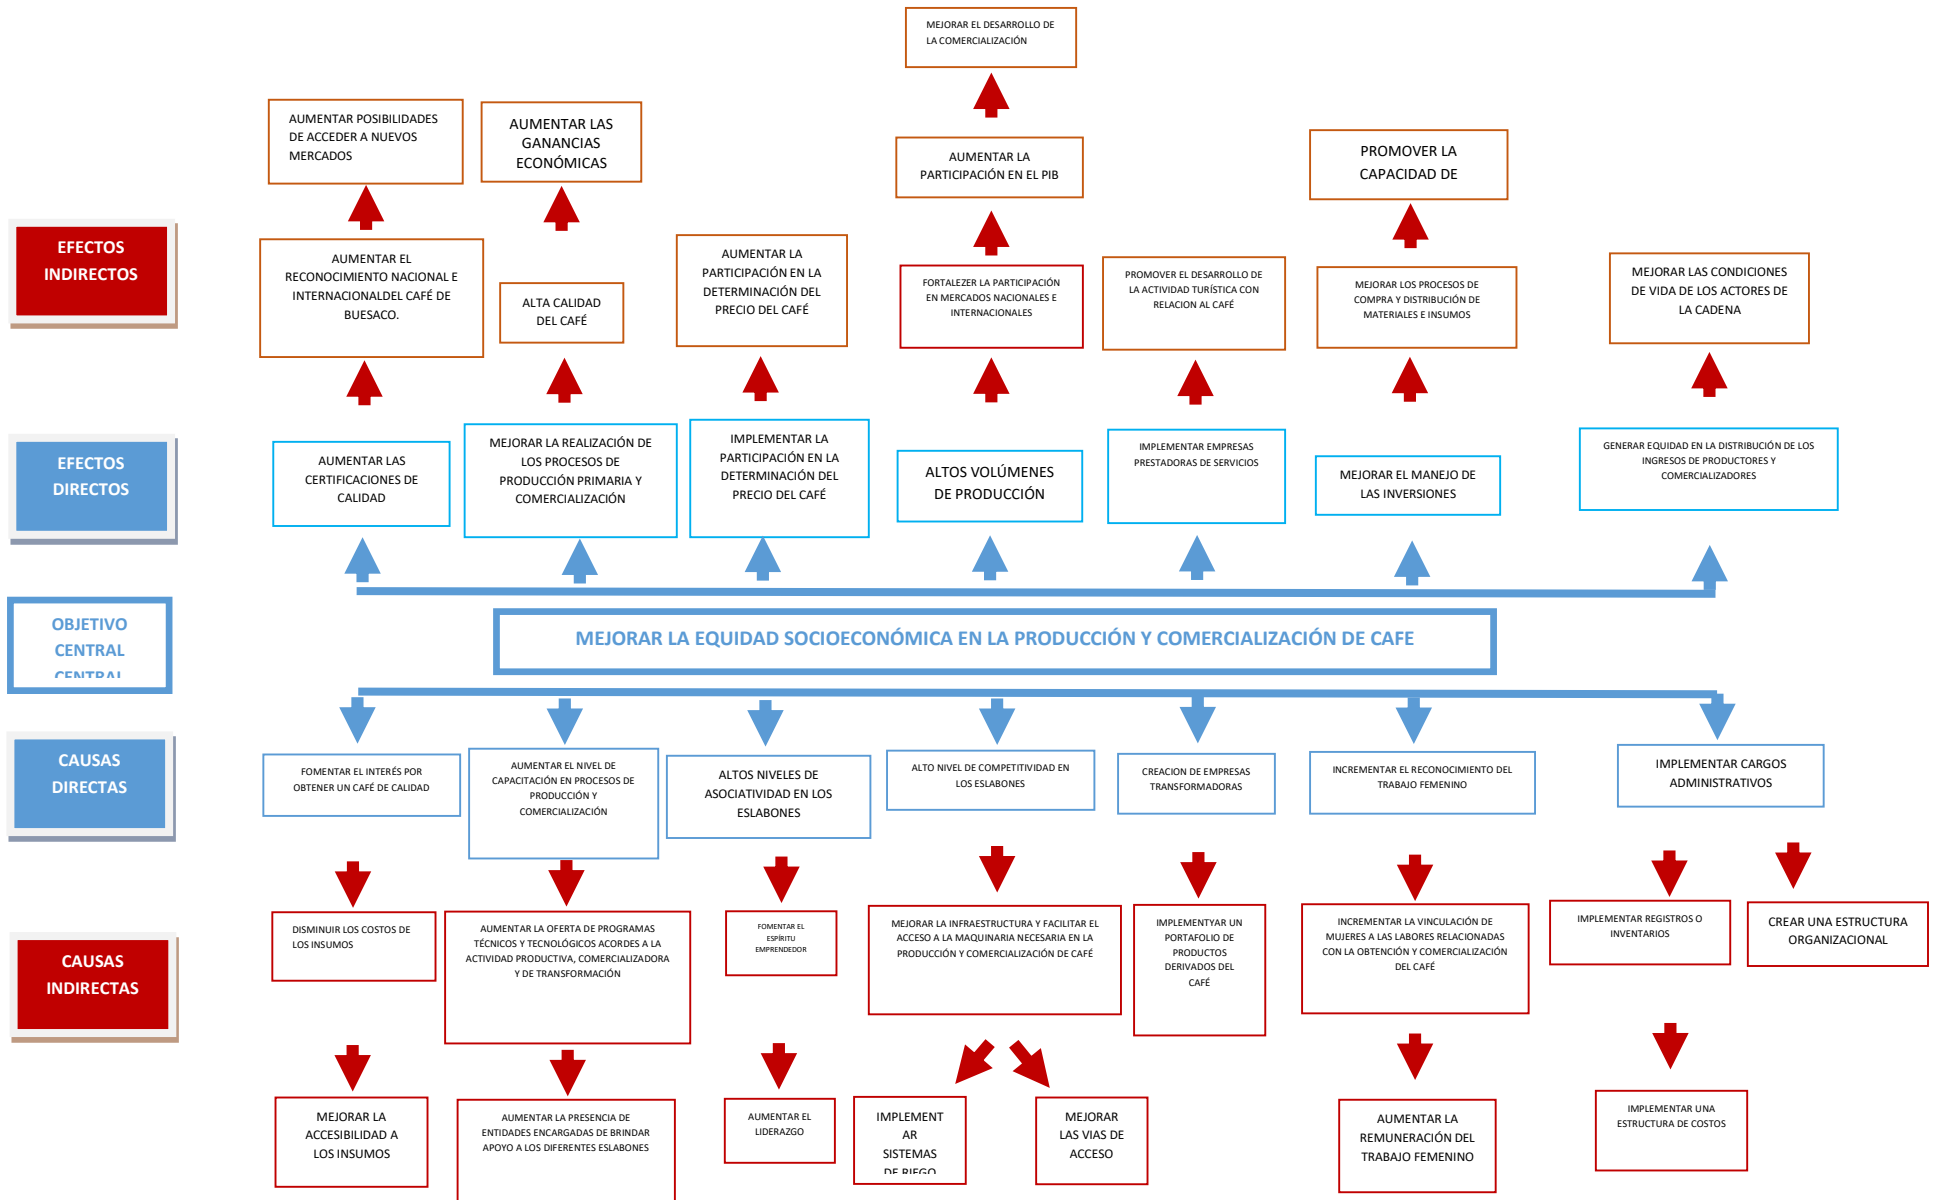 MEJORAR EL DESARROLLO DE
LA COMERCIALIZACIÓN
AUMENTAR POSIBILIDADES
DE ACCEDER A NUEVOS
MERCADOS
AUMENTAR LAS
GANANCIAS
ECONÓMICAS
AUMENTAR LA
PARTICIPACIÓN EN EL PIB
PROMOVER LA
CAPACIDAD DE
EFECTOS
INDIRECTOS
AUMENTAR EL
RECONOCIMIENTO NACIONAL E
INTERNACIONALDEL CAFÉ DE
BUESACO.
ALTA CALIDAD
DEL CAFÉ
AUMENTAR LA
PARTICIPACIÓN EN LA
DETERMINACIÓN DEL
PRECIO DEL CAFÉ
FORTALEZER LA PARTICIPACIÓN
EN MERCADOS NACIONALES E
INTERNACIONALES
PROMOVER EL DESARROLLO DE
LA ACTIVIDAD TURÍSTICA CON
RELACION AL CAFÉ
MEJORAR LOS PROCESOS DE
COMPRA Y DISTRIBUCIÓN DE
MATERIALES E INSUMOS
MEJORAR LAS CONDICIONES
DE VIDA DE LOS ACTORES DE
LA CADENA
EFECTOS
DIRECTOS
AUMENTAR LAS
CERTIFICACIONES DE
CALIDAD
MEJORAR LA REALIZACIÓN DE
LOS PROCESOS DE
PRODUCCIÓN PRIMARIA Y
COMERCIALIZACIÓN
IMPLEMENTAR LA
PARTICIPACIÓN EN LA
DETERMINACIÓN DEL
PRECIO DEL CAFÉ
ALTOS VOLÚMENES
DE PRODUCCIÓN
IMPLEMENTAR EMPRESAS
PRESTADORAS DE SERVICIOS
MEJORAR EL MANEJO DE
LAS INVERSIONES
GENERAR EQUIDAD EN LA DISTRIBUCIÓN DE LOS
INGRESOS DE PRODUCTORES Y
COMERCIALIZADORES
OBJETIVO
CENTRAL
CENTRAL
MEJORAR LA EQUIDAD SOCIOECONÓMICA EN LA PRODUCCIÓN Y COMERCIALIZACIÓN DE CAFE
CAUSAS
DIRECTAS
FOMENTAR EL INTERÉS POR
OBTENER UN CAFÉ DE CALIDAD
AUMENTAR EL NIVEL DE
CAPACITACIÓN EN PROCESOS DE
PRODUCCIÓN Y
COMERCIALIZACIÓN
ALTOS NIVELES DE
ASOCIATIVIDAD EN LOS
ESLABONES
ALTO NIVEL DE COMPETITIVIDAD EN
LOS ESLABONES
CREACION DE EMPRESAS
TRANSFORMADORAS
INCREMENTAR EL RECONOCIMIENTO DEL
TRABAJO FEMENINO
IMPLEMENTAR CARGOS
ADMINISTRATIVOS
CAUSAS
INDIRECTAS
DISMINUIR LOS COSTOS DE
LOS INSUMOS
AUMENTAR LA OFERTA DE PROGRAMAS
TÉCNICOS Y TECNOLÓGICOS ACORDES A LA
ACTIVIDAD PRODUCTIVA, COMERCIALIZADORA
Y DE TRANSFORMACIÓN
FOMENTAR EL
ESPÍRITU
EMPRENDEDOR
MEJORAR LA INFRAESTRUCTURA Y FACILITAR EL
ACCESO A LA MAQUINARIA NECESARIA EN LA
PRODUCCIÓN Y COMERCIALIZACIÓN DE CAFÉ
IMPLEMENTYAR UN
PORTAFOLIO DE
PRODUCTOS
DERIVADOS DEL
CAFÉ
INCREMENTAR LA VINCULACIÓN DE
MUJERES A LAS LABORES RELACIONADAS
CON LA OBTENCIÓN Y COMERCIALIZACIÓN
DEL CAFÉ
IMPLEMENTAR REGISTROS O
INVENTARIOS
CREAR UNA ESTRUCTURA
ORGANIZACIONAL
MEJORAR LA
ACCESIBILIDAD A
LOS INSUMOS
AUMENTAR LA PRESENCIA DE
ENTIDADES ENCARGADAS DE BRINDAR
APOYO A LOS DIFERENTES ESLABONES
AUMENTAR EL
LIDERAZGO
IMPLEMENT
AR
SISTEMAS
DE RIEGO
MEJORAR
LAS VIAS DE
ACCESO
AUMENTAR LA
REMUNERACIÓN DEL
TRABAJO FEMENINO
IMPLEMENTAR UNA
ESTRUCTURA DE COSTOS